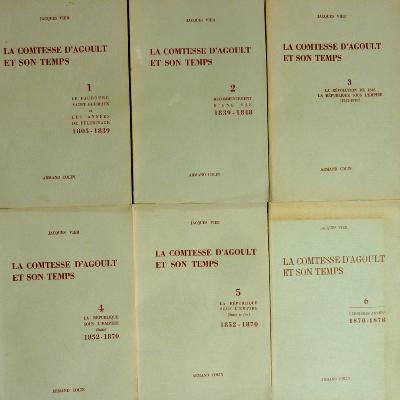 JACQUES VIER
LA COMTESSE D'AGOULT
ET SON TEMPS
1
LE FAUBOURG
SAINT-GERMAIN
ET
LES ANNÉES
DE PÈLERINAGE
1805-1839
ARMAND COLIN
JACQUES VIER
LA COMTESSE D'AGOULT
ET SON TEMPS
2
RECOMMENCEMENT
D'UNE VIE
1839-1848
ARMAND COLIN
JACQUES VIER
LA COMTESSE D'AGOULT
ET SON TEMPS
3
LA RÉVOLUTION DE 1848
LA RÉPUBLIQUE SOUS L'EMPIRE
ARMAND COLIN
JACQUES VIER
LA COMTESSE D'AGOULT
ET SON TEMPS
4
LA RÉPUBLIQUE
SOUS L'EMPIRE
(Suite)
1852-1870
ARMAND COLIN
JACQUES VIER
LA COMTESSE D'AGOULT
ET SON TEMPS
5
LA RÉPUBLIQUE
SOUS L'EMPIRE
1852-1870
ARMAND COLIN
JACQUES VIER
LA COMTESSE D'AGOULT
ET SON TEMPS
6
DERNIÈRES ANNÉES
1870-1876
ARMAND COLIN